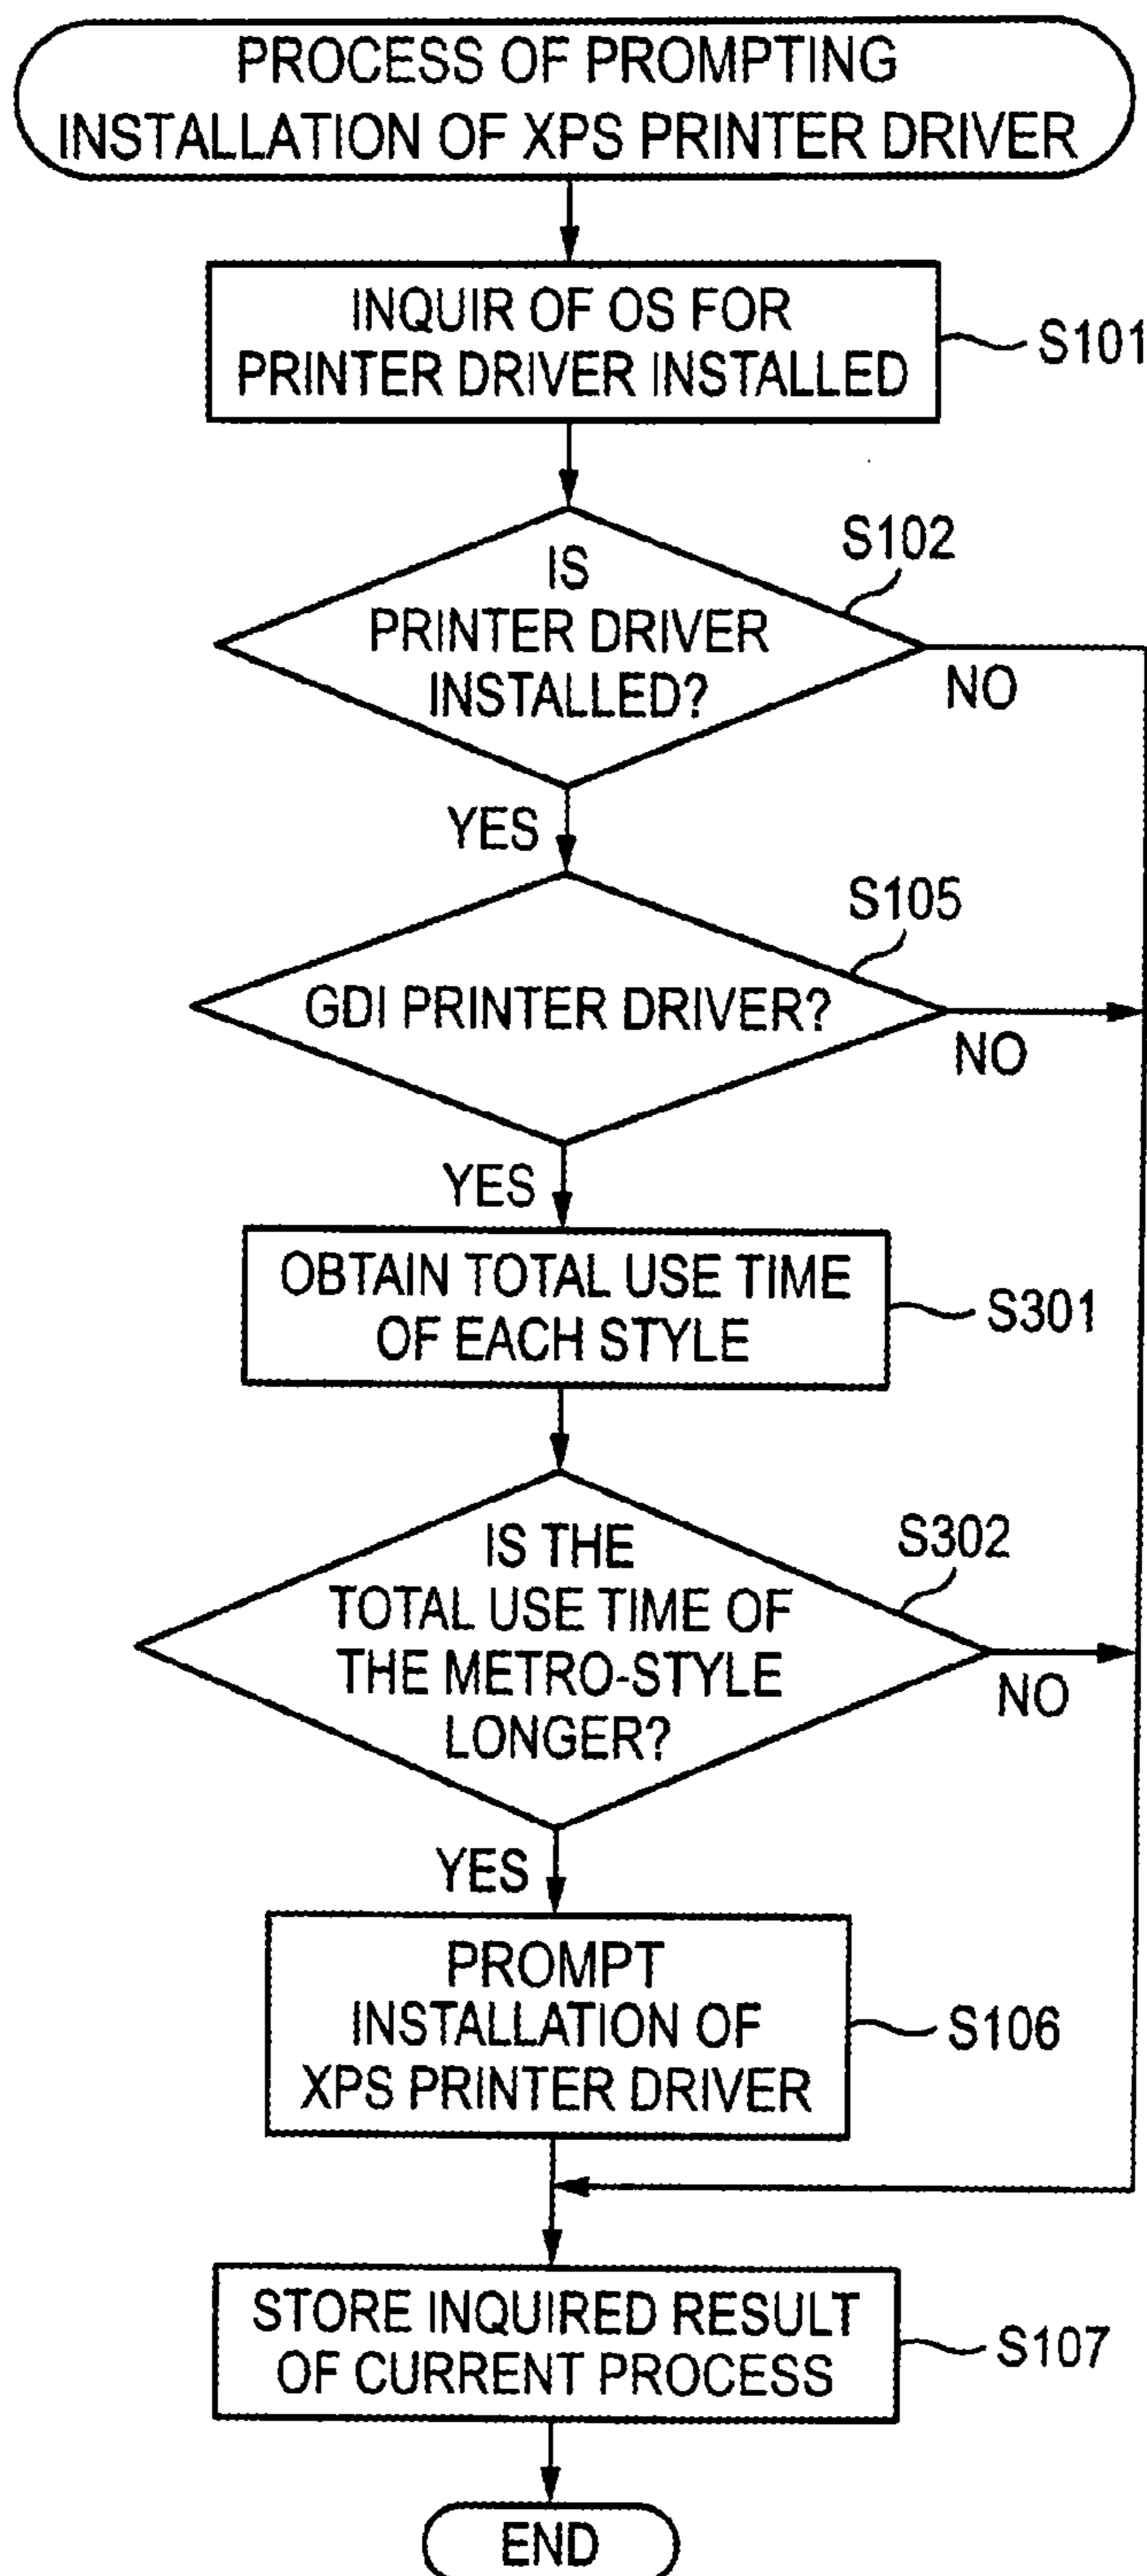 PROCESS OF PROMPTING
INSTALLATION OF XPS PRINTER DRIVER
INQUIR OF OS FOR
PRINTER DRIVER INSTALLED
S101
S102
IS
PRINTER DRIVER
INSTALLED?
NO
YES
S105
GDI PRINTER DRIVER?
NO
YES
OBTAIN TOTAL USE TIME
OF EACH STYLE
S301
S302
IS THE
TOTAL USE TIME OF
THE METRO-STYLE
LONGER?
NO
YES
PROMPT
INSTALLATION OF
XPS PRINTER DRIVER
S106
STORE INQUIRED RESULT
OF CURRENT PROCESS
S107
END